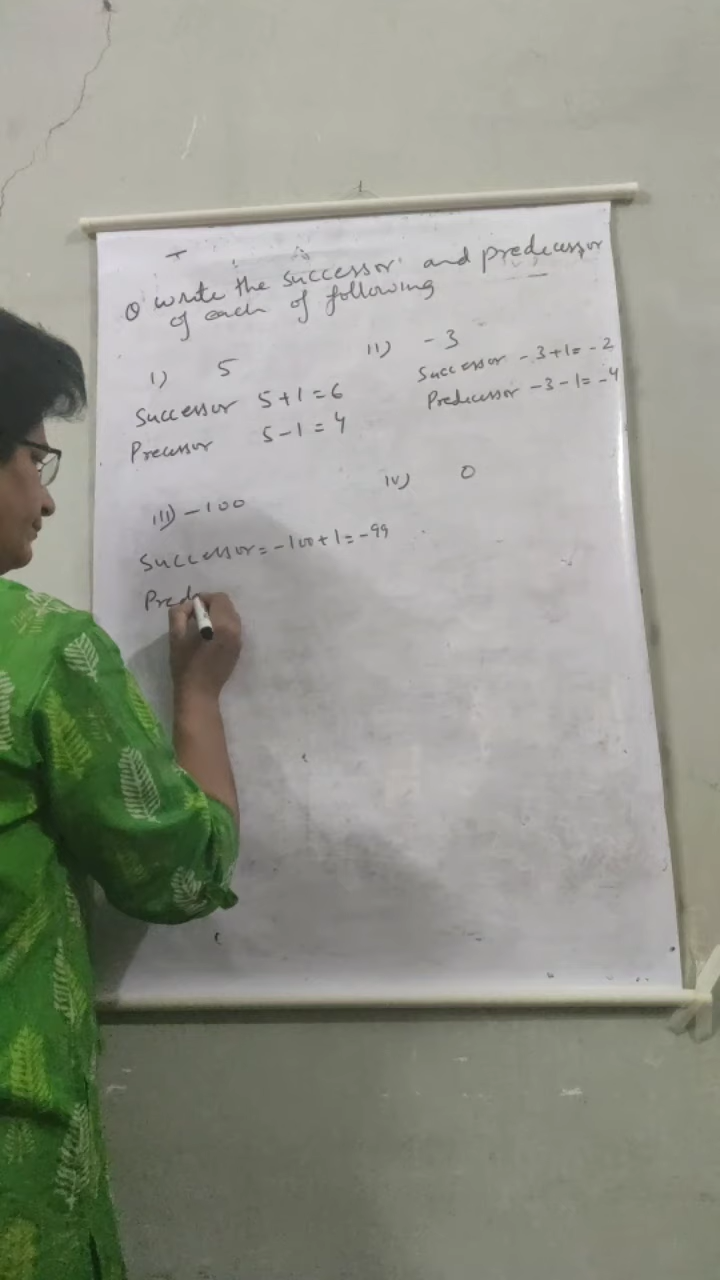 Q write the successor and predecessor
of each of following
i) 5
Successor 5+1=6
Precessor 5-1=4
ii) -3
Successor -3+1=-2
Predecessor -3-1=-4
iii) -100
Successor=-100+1=-99
Pred
iv) 0